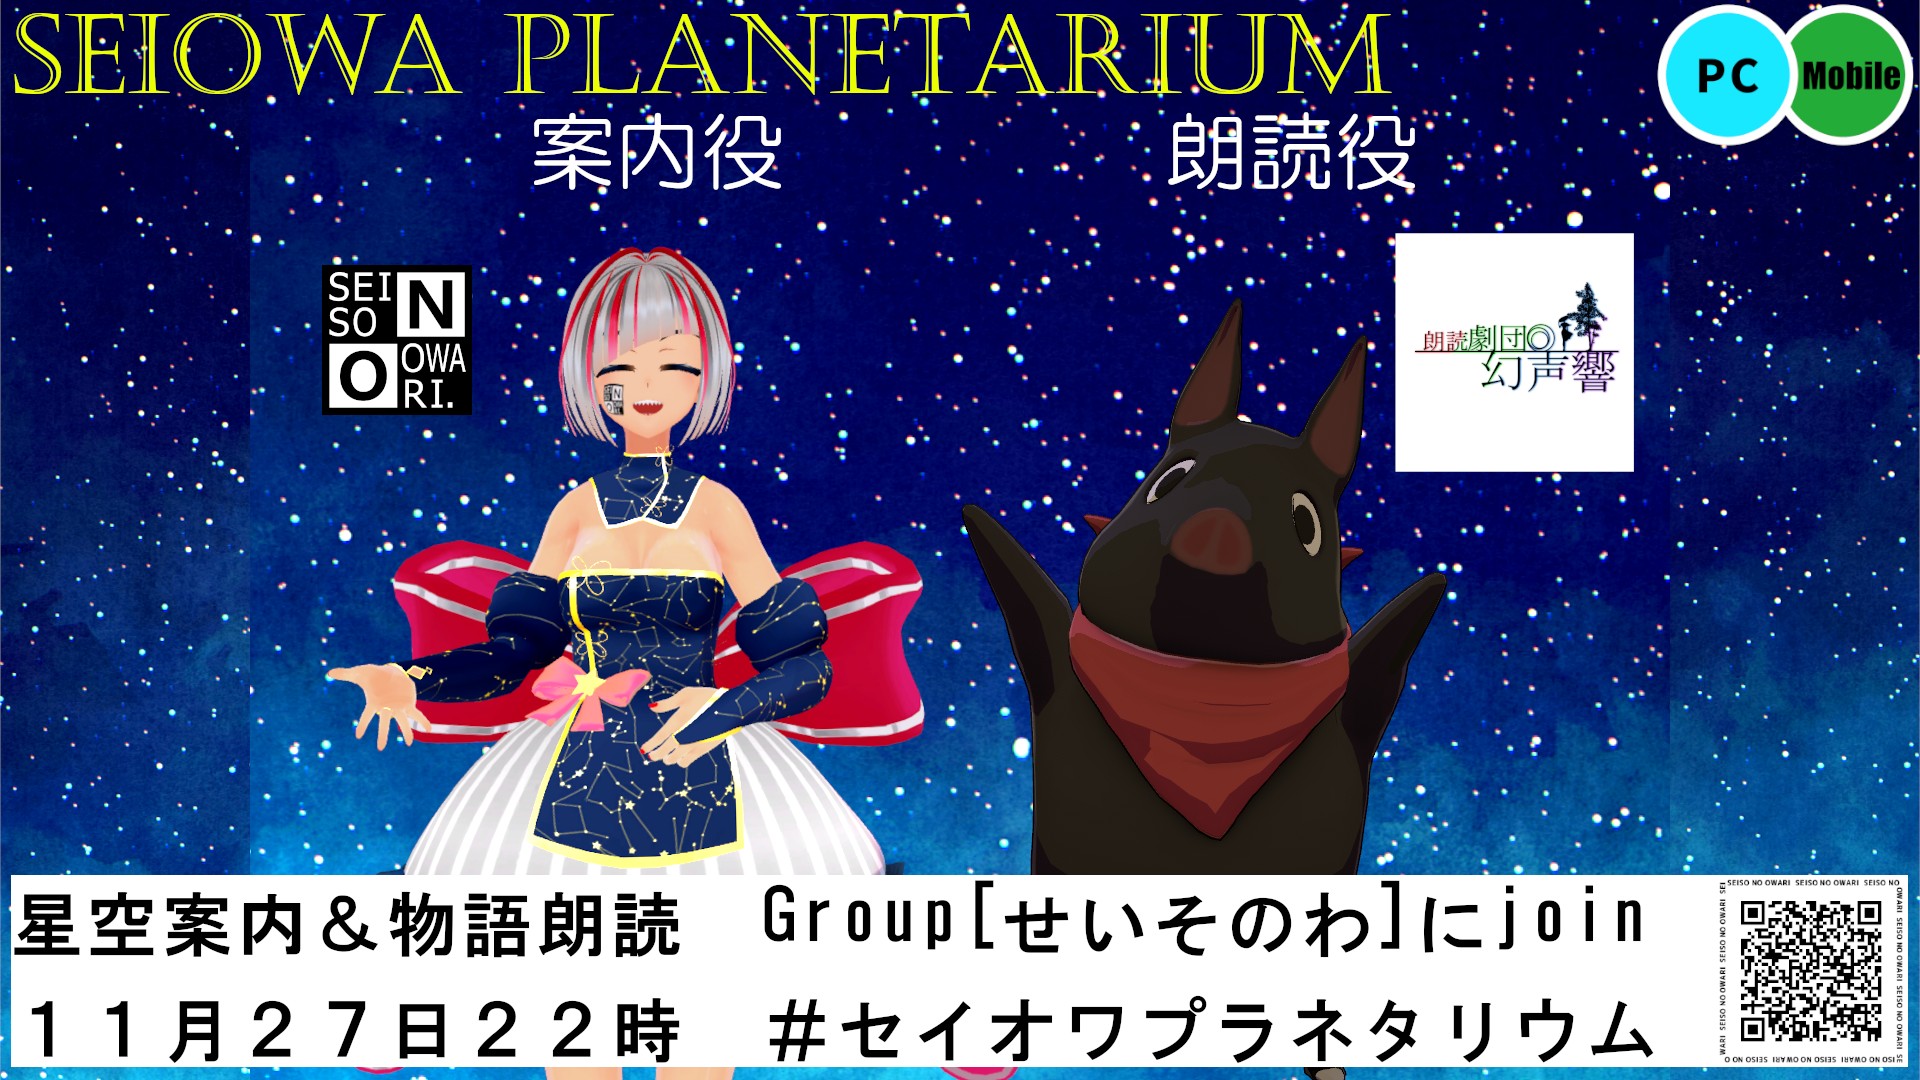 SEIOWA PLANETARIUM
PC
Mobile
案内役
朗読役
SEI
SO
N
O
OWA
RI.
朗読劇団◎
幻声響
星空案内＆物語朗読
Group[せいそのわ]にjoin
１１月２７日２２時
＃セイオワプラネタリウム
SEISO NO OWARI SEISO NO OWARI SEISO NO